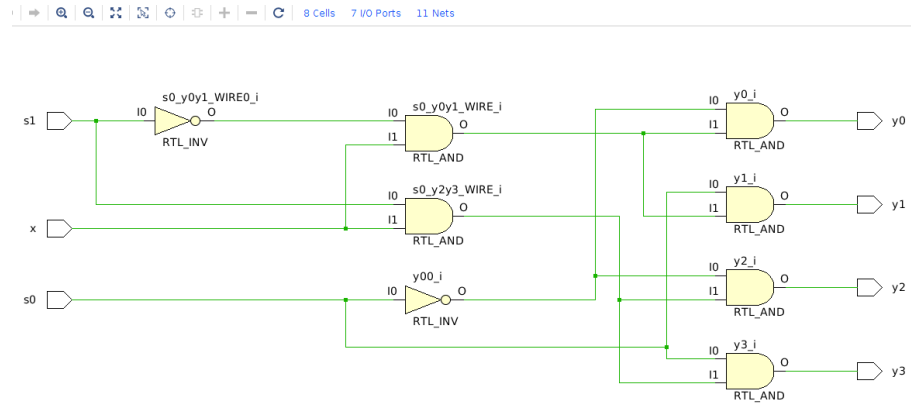 8 Cells 7 I/O Ports 11 Nets
s0_y0y1_WIRE0_i
s1 I0 O
RTL_INV
s0_y0y1_WIRE_i
I0 O
I1
RTL_AND
y0_i
I0 O y0
I1
RTL_AND
s0_y2y3_WIRE_i
I0 O
x I1
RTL_AND
y1_i
I0 O y1
I1
RTL_AND
y00_i
s0 I0 O
RTL_INV
y2_i
I0 O y2
I1
RTL_AND
y3_i
I0 O y3
I1
RTL_AND